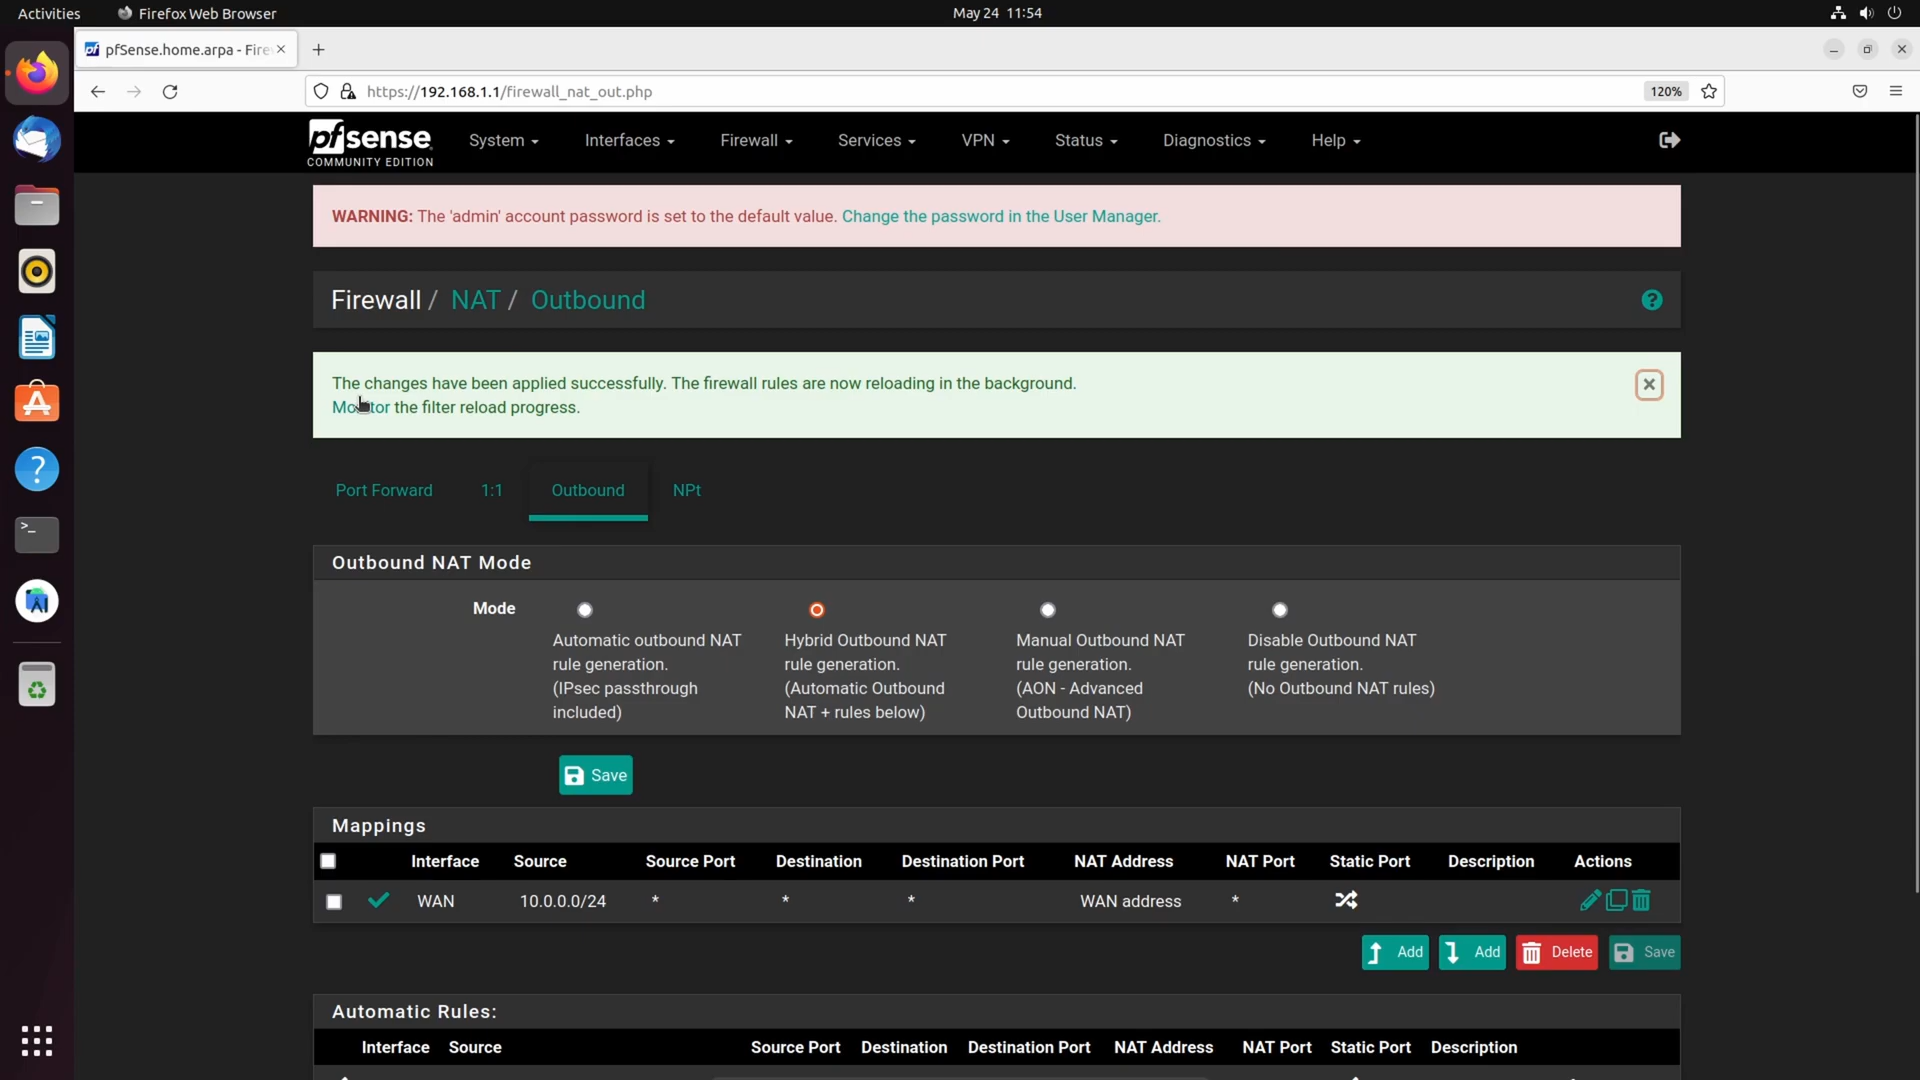 Activities
Firefox Web Browser
May 24 11:54
pfSense.home.arpa - Fire
https://192.168.1.1/firewall_nat_out.php
120%
pfsense
COMMUNITY EDITION
System
Interfaces
Firewall
Services
VPN
Status
Diagnostics
Help
WARNING: The 'admin' account password is set to the default value. Change the password in the User Manager.
Firewall / NAT / Outbound
The changes have been applied successfully. The firewall rules are now reloading in the background.
Monitor the filter reload progress.
Port Forward
1:1
Outbound
NPt
Outbound NAT Mode
Mode
Automatic outbound NAT
rule generation.
(IPsec passthrough
included)
Hybrid Outbound NAT
rule generation.
(Automatic Outbound
NAT + rules below)
Manual Outbound NAT
rule generation.
(AON - Advanced
Outbound NAT)
Disable Outbound NAT
rule generation.
(No Outbound NAT rules)
Save
Mappings
Interface Source Source Port Destination Destination Port NAT Address NAT Port Static Port Description Actions
WAN 10.0.0.0/24 * * * WAN address *
Add
Add
Delete
Save
Automatic Rules:
Interface Source Source Port Destination Destination Port NAT Address NAT Port Static Port Description